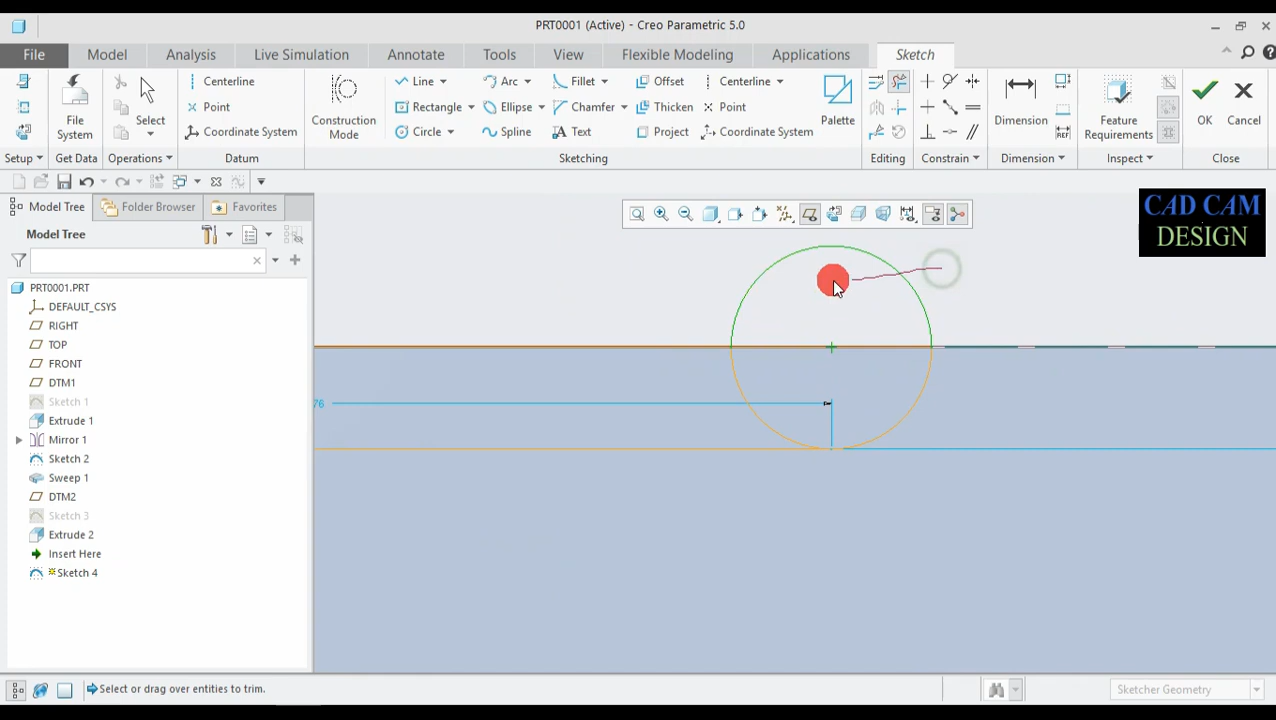 PRT0001 (Active) - Creo Parametric 5.0
File Model Analysis Live Simulation Annotate Tools View Flexible Modeling Applications Sketch
Centerline Line Arc Fillet Offset Centerline
Point Rectangle Ellipse Chamfer Thicken Point
Coordinate System Circle Spline Text Project Coordinate System
File System Select Construction Mode Palette Dimension REF Feature Requirements OK Cancel
Setup Get Data Operations Datum Sketching Editing Constrain Dimension Inspect Close
Model Tree Folder Browser Favorites
Model Tree
CAD CAM
DESIGN
PRT0001.PRT
DEFAULT_CSYS
RIGHT
TOP
FRONT
DTM1
Sketch 1
Extrude 1
Mirror 1
Sketch 2
Sweep 1
DTM2
Sketch 3
Extrude 2
Insert Here
Sketch 4
76
Select or drag over entities to trim.
Sketcher Geometry